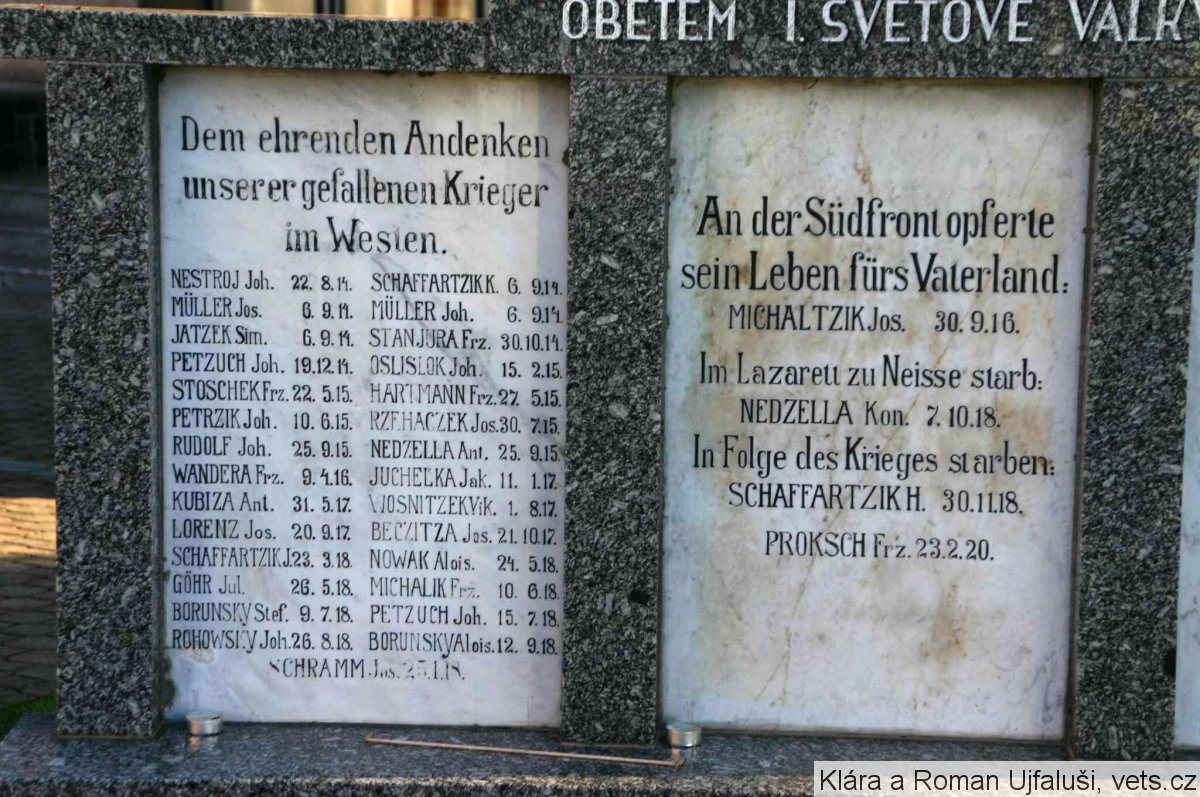 OBĚTEM I. SVĚTOVÉ VÁLK
Dem ehrenden Andenken
unserer gefallenen Krieger
im Westen.
NESTROJ Joh. 22. 8. 14. SCHAFFARTZIK K. 6. 9.14.
MÜLLER Jos. 6. 9. 14. MÜLLER Joh. 6. 9.14.
JATZEK Sim. 6. 9. 14. STANJURA Frz. 30.10.14.
PETZUCH Joh. 19.12.14. OSLISLOK Joh. 15. 2.15.
STOSCHEK Frz. 22. 5.15. HARTMANN Frz. 27. 5.15.
PETRZIK Joh. 10. 6.15. RZEHACZEK Jos. 30. 7.15.
RUDOLF Joh. 25. 9.15. NEDZELLA Ant. 25. 9.15.
WANDERA Frz. 9. 4.16. JUCHELKA Jak. 11. 1.17.
KUBIZA Ant. 31. 5.17. WOSNITZEK Vik. 1. 8.17.
LORENZ Jos. 20. 9.17. BECZITZA Jos. 21.10.17.
SCHAFFARTZIK J. 23. 3.18. NOWAK Alois. 24. 5.18.
GÖHR Jul. 26. 5.18. MICHALIK Frz. 10. 6.18.
BORUNSKY Stef. 9. 7.18. PETZUCH Joh. 15. 7.18.
ROHOWSKY Joh. 26. 8.18. BORUNSKY Alois. 12. 9.18.
SCHRAMM Jos. 25.1.18.
An der Südfront opferte
sein Leben fürs Vaterland:
MICHALTZIK Jos. 30. 9.16.
Im Lazarett zu Neisse starb:
NEDZELLA Kon. 7. 10. 18.
In Folge des Krieges starben:
SCHAFFARTZIK H. 30.11.18.
PROKSCH Frz. 23.2.20.
Klára a Roman Ujfaluši, vets.cz